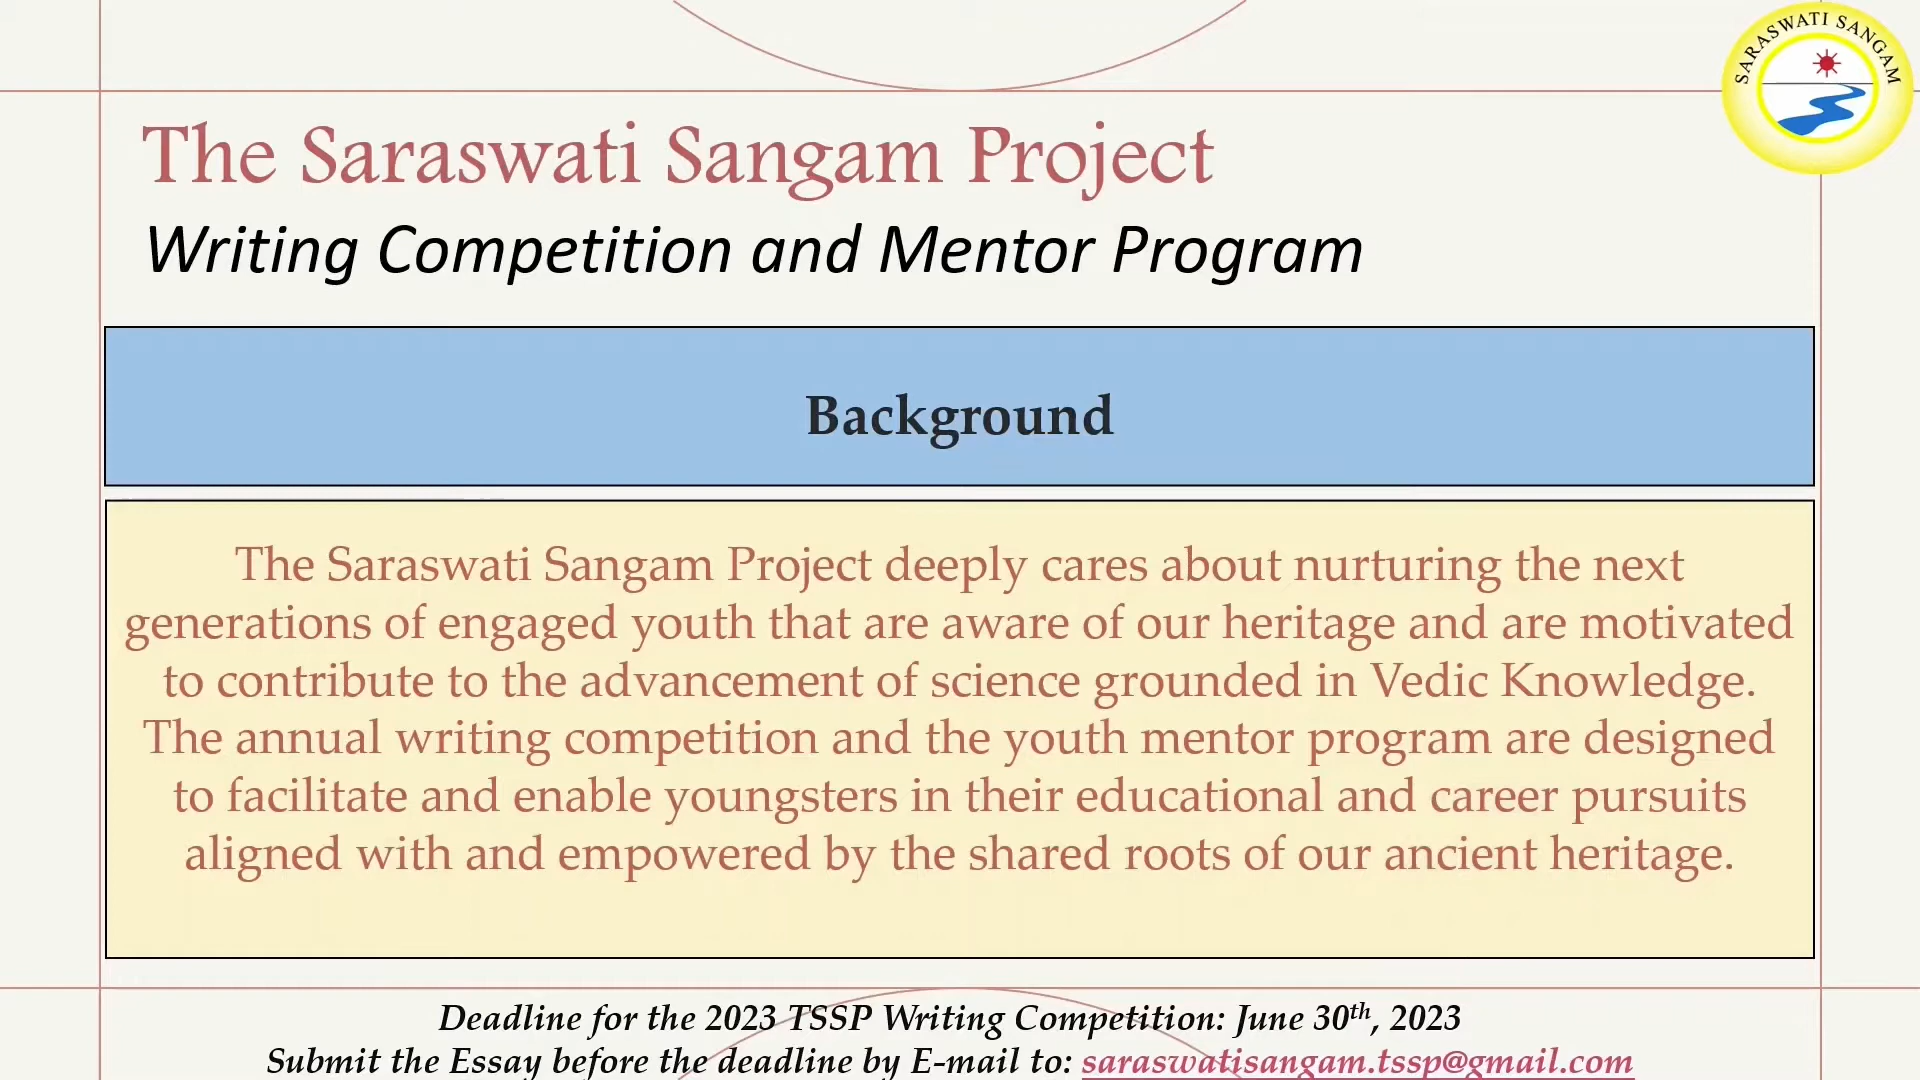 SARASWATI SANGAM
The Saraswati Sangam Project
Writing Competition and Mentor Program
Background
The Saraswati Sangam Project deeply cares about nurturing the next
generations of engaged youth that are aware of our heritage and are motivated
to contribute to the advancement of science grounded in Vedic Knowledge.
The annual writing competition and the youth mentor program are designed
to facilitate and enable youngsters in their educational and career pursuits
aligned with and empowered by the shared roots of our ancient heritage.
Deadline for the 2023 TSSP Writing Competition: June 30th, 2023
Submit the Essay before the deadline by E-mail to: saraswatisangam.tssp@gmail.com